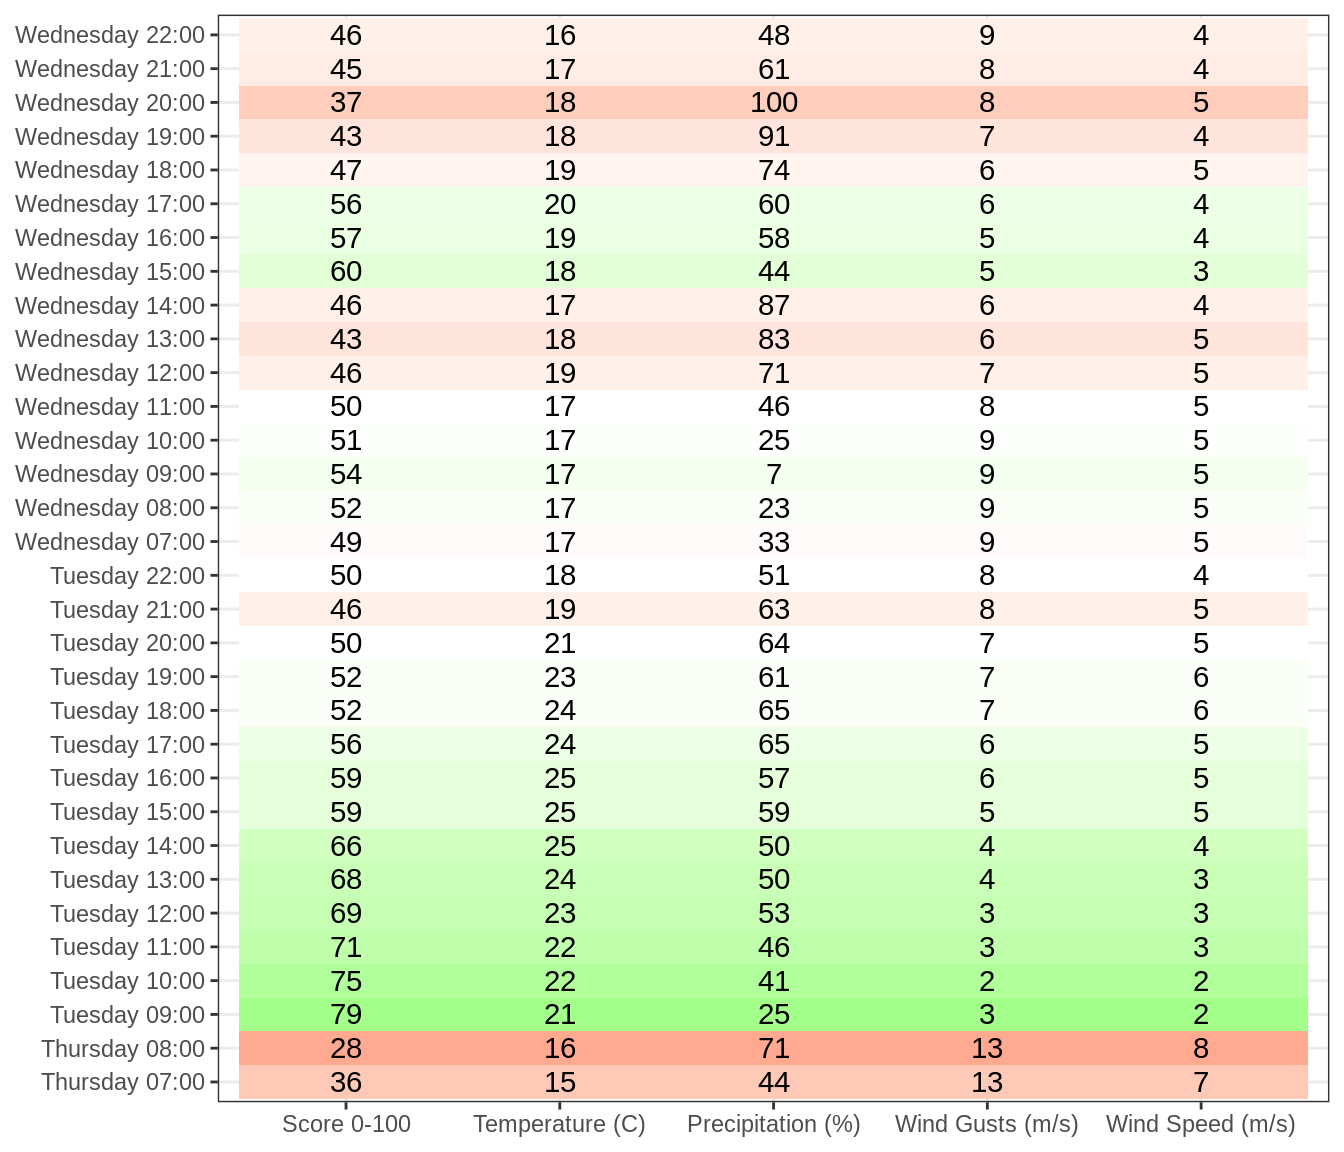 Wednesday 22:00 46 16 48 9 4
Wednesday 21:00 45 17 61 8 4
Wednesday 20:00 37 18 100 8 5
Wednesday 19:00 43 18 91 7 4
Wednesday 18:00 47 19 74 6 5
Wednesday 17:00 56 20 60 6 4
Wednesday 16:00 57 19 58 5 4
Wednesday 15:00 60 18 44 5 3
Wednesday 14:00 46 17 87 6 4
Wednesday 13:00 43 18 83 6 5
Wednesday 12:00 46 19 71 7 5
Wednesday 11:00 50 17 46 8 5
Wednesday 10:00 51 17 25 9 5
Wednesday 09:00 54 17 7 9 5
Wednesday 08:00 52 17 23 9 5
Wednesday 07:00 49 17 33 9 5
Tuesday 22:00 50 18 51 8 4
Tuesday 21:00 46 19 63 8 5
Tuesday 20:00 50 21 64 7 5
Tuesday 19:00 52 23 61 7 6
Tuesday 18:00 52 24 65 7 6
Tuesday 17:00 56 24 65 6 5
Tuesday 16:00 59 25 57 6 5
Tuesday 15:00 59 25 59 5 5
Tuesday 14:00 66 25 50 4 4
Tuesday 13:00 68 24 50 4 3
Tuesday 12:00 69 23 53 3 3
Tuesday 11:00 71 22 46 3 3
Tuesday 10:00 75 22 41 2 2
Tuesday 09:00 79 21 25 3 2
Thursday 08:00 28 16 71 13 8
Thursday 07:00 36 15 44 13 7
Score 0-100 Temperature (C) Precipitation (%) Wind Gusts (m/s) Wind Speed (m/s)